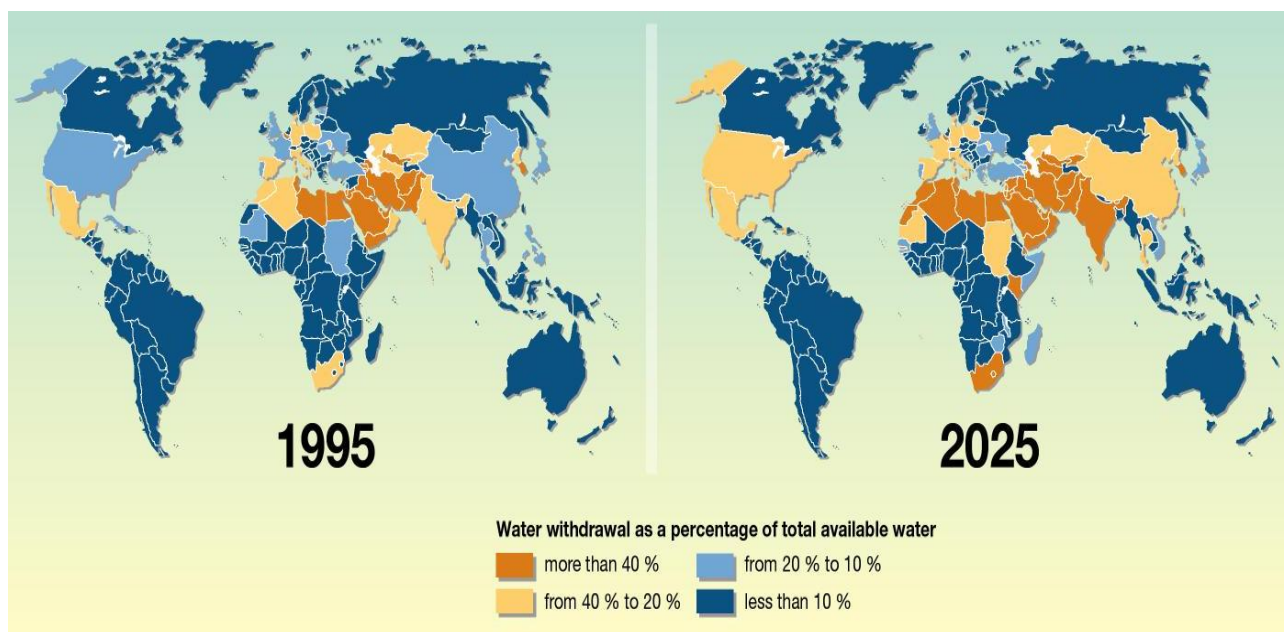 1995
2025
Water withdrawal as a percentage of total available water
more than 40 %
from 20 % to 10 %
from 40 % to 20 %
less than 10 %